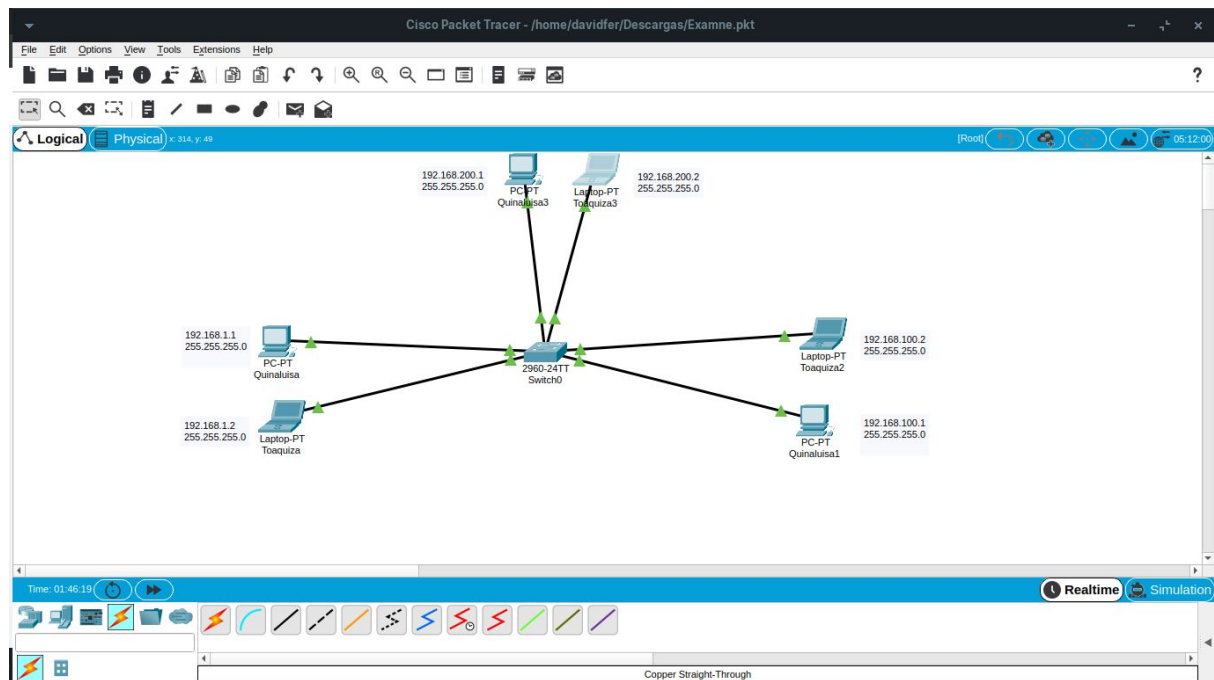 Cisco Packet Tracer - /home/davidfer/Descargas/Examne.pkt
File Edit Options View Tools Extensions Help
?
Logical Physical x: 314, y: 49 [Root] 05:12:00
192.168.200.1
255.255.255.0
PC-PT
Quinaluisa3
Laptop-PT
Toaquiza3
192.168.200.2
255.255.255.0
192.168.1.1
255.255.255.0
PC-PT
Quinaluisa
192.168.1.2
255.255.255.0
Laptop-PT
Toaquiza
2960-24TT
Switch0
Laptop-PT
Toaquiza2
192.168.100.2
255.255.255.0
PC-PT
Quinaluisa1
192.168.100.1
255.255.255.0
Time: 01:46:19 Realtime Simulation
Copper Straight-Through